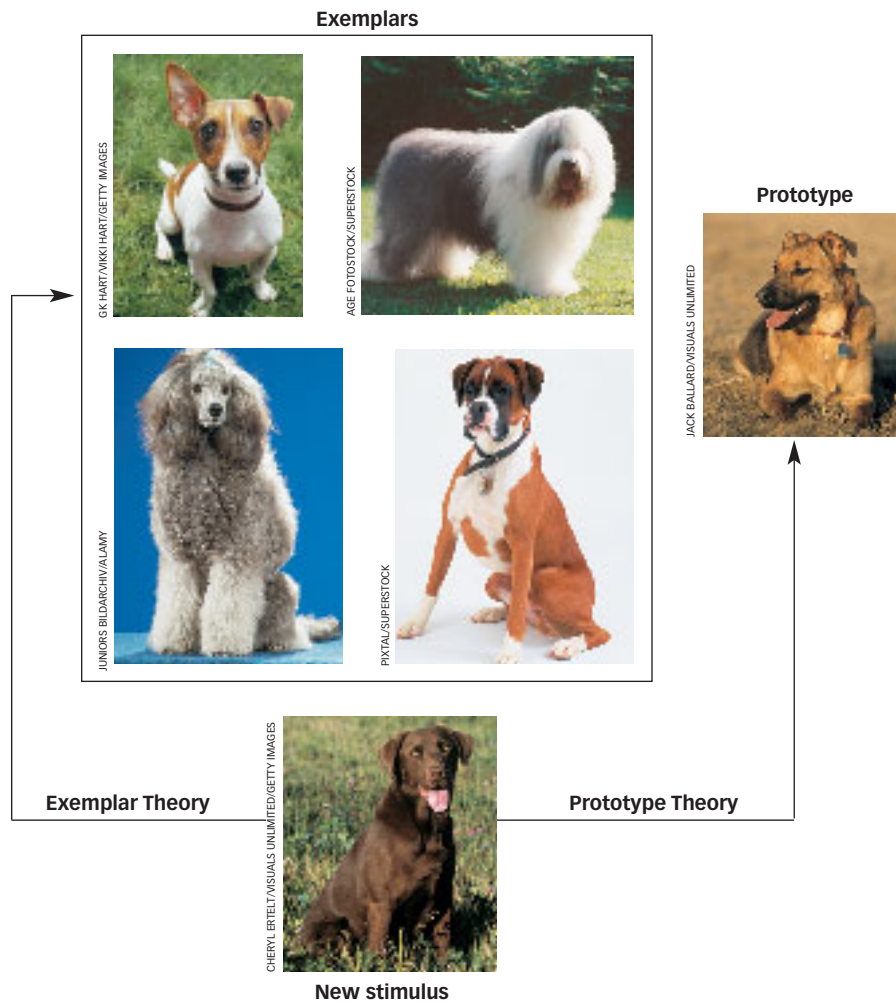 Exemplars
GK HART/VIKKI HART/GETTY IMAGES
AGE FOTOSTOCK/SUPERSTOCK
Prototype
JACK BALLARD/VISUALS UNLIMITED
JUNIORS BILDARCHIV/ALAMY
PIXTAL/SUPERSTOCK
Exemplar Theory
CHERYL ERTELT/VISUALS UNLIMITED/GETTY IMAGES
Prototype Theory
New stimulus